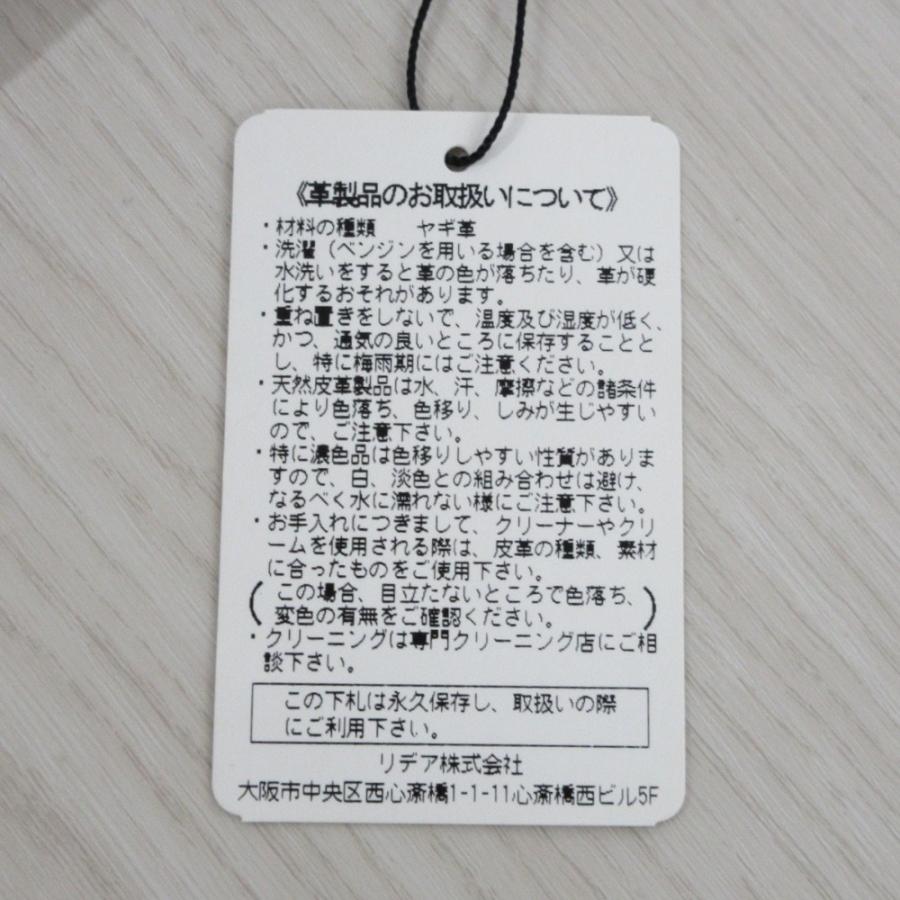 《革製品のお取扱いについて》
・材料の種類　　ヤギ革
・洗濯（ベンジンを用いる場合を含む）又は
水洗いをすると革の色が落ちたり、革が硬
化するおそれがあります。
・重ね置きをしないで、温度及び湿度が低く、
かつ、通気の良いところに保存することと
し、特に梅雨期にはご注意ください。
・天然皮革製品は水、汗、摩擦などの諸条件
により色落ち、色移り、しみが生じやすい
ので、ご注意下さい。
・特に濃色品は色移りしやすい性質がありま
すので、白、淡色との組み合わせは避け、
なるべく水に濡れない様にご注意下さい。
・お手入れにつきまして、クリーナーやクリ
ームを使用される際は、皮革の種類、素材
に合ったものをご使用下さい。
（この場合、目立たないところで色落ち、
変色の有無をご確認ください。）
・クリーニングは専門クリーニング店にご相
談下さい。
この下札は永久保存し、取扱いの際
にご利用下さい。
リデア株式会社
大阪市中央区西心斎橋1-1-11心斎橋西ビル5F